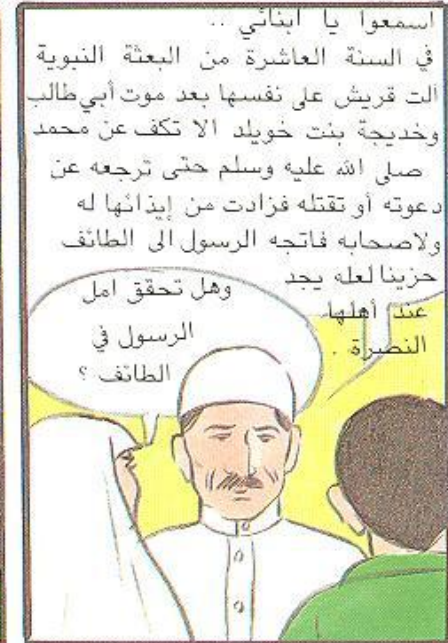 اسمعوا يا ابنائي ..
في السنة العاشرة من البعثة النبوية
آلت قريش على نفسها بعد موت أبي طالب
وخديجة بنت خويلد الا تكف عن محمد
صلى الله عليه وسلم حتى ترجعه عن
دعوته أو تقتله فزادت من إيذائها له
ولاصحابه فاتجه الرسول الى الطائف
حزينا لعله يجد
عند أهلها
النصرة .
وهل تحقق امل
الرسول في
الطائف ؟